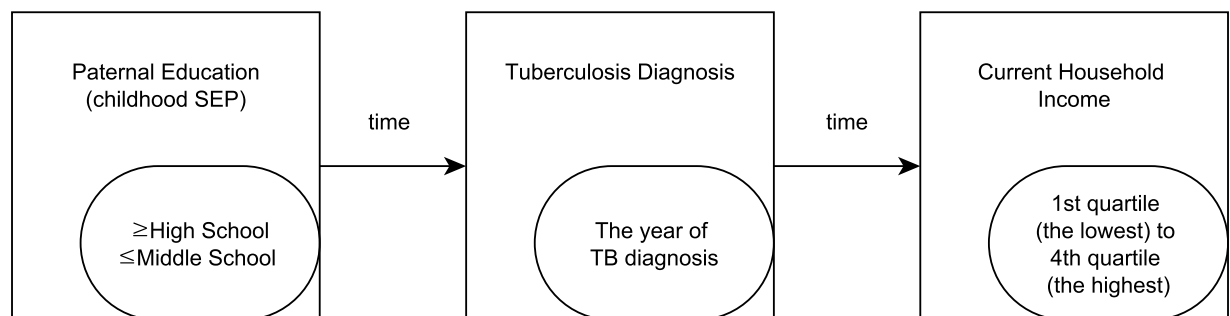 Paternal Education
(childhood SEP)
≥High School
≤Middle School
time
Tuberculosis Diagnosis
The year of
TB diagnosis
time
Current Household
Income
1st quartile
(the lowest) to
4th quartile
(the highest)